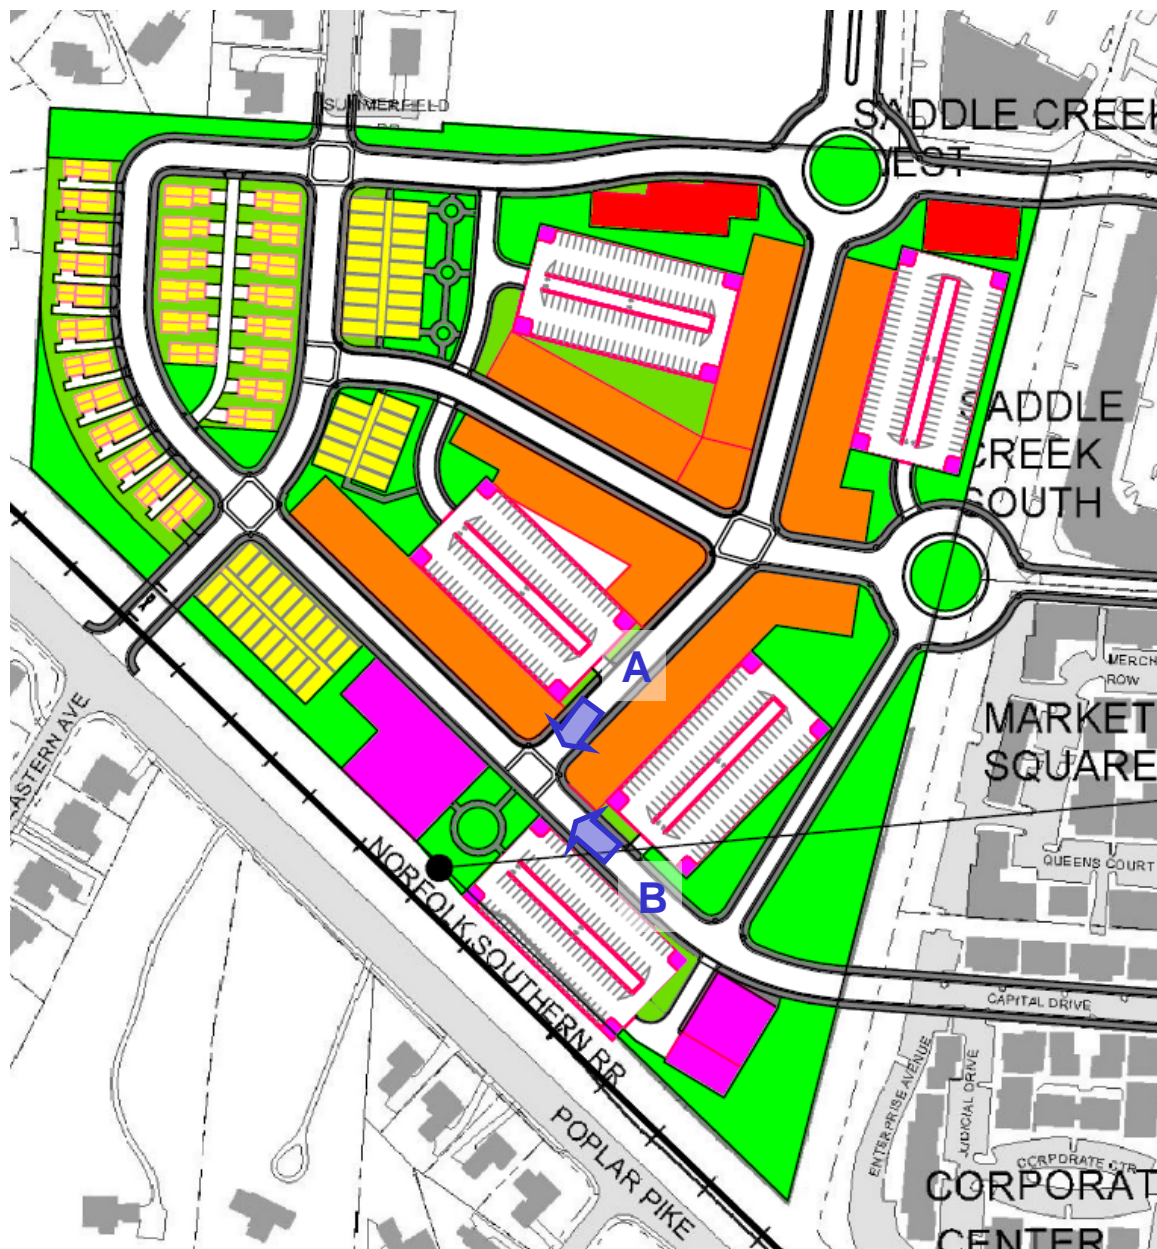 SUMMERFIELD
DR
SADDLE CREEK
WEST
SADDLE
CREEK
SOUTH
A
MERCH
ROW
MARKET
SQUARE
EASTERN AVE
QUEENS COURT
NORFOLK SOUTHERN RR
B
CAPITAL DRIVE
ENTERPRISE AVENUE
JUDICIAL DRIVE
POPLAR PIKE
CORPORATE CTR
CORPORAT
CENTER